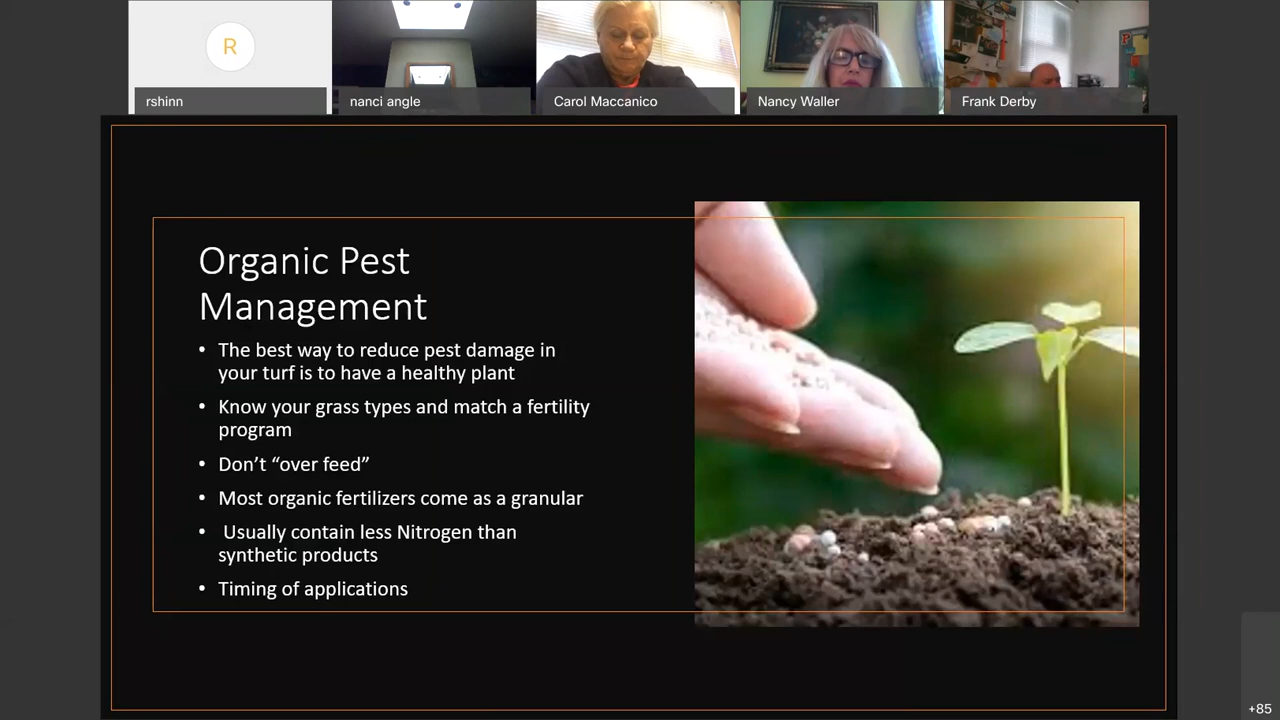 R
rshinn
nanci angle
Carol Maccanico
Nancy Waller
Frank Derby
Organic Pest
Management
• The best way to reduce pest damage in
your turf is to have a healthy plant
• Know your grass types and match a fertility
program
• Don’t “over feed”
• Most organic fertilizers come as a granular
• Usually contain less Nitrogen than
synthetic products
• Timing of applications
+85